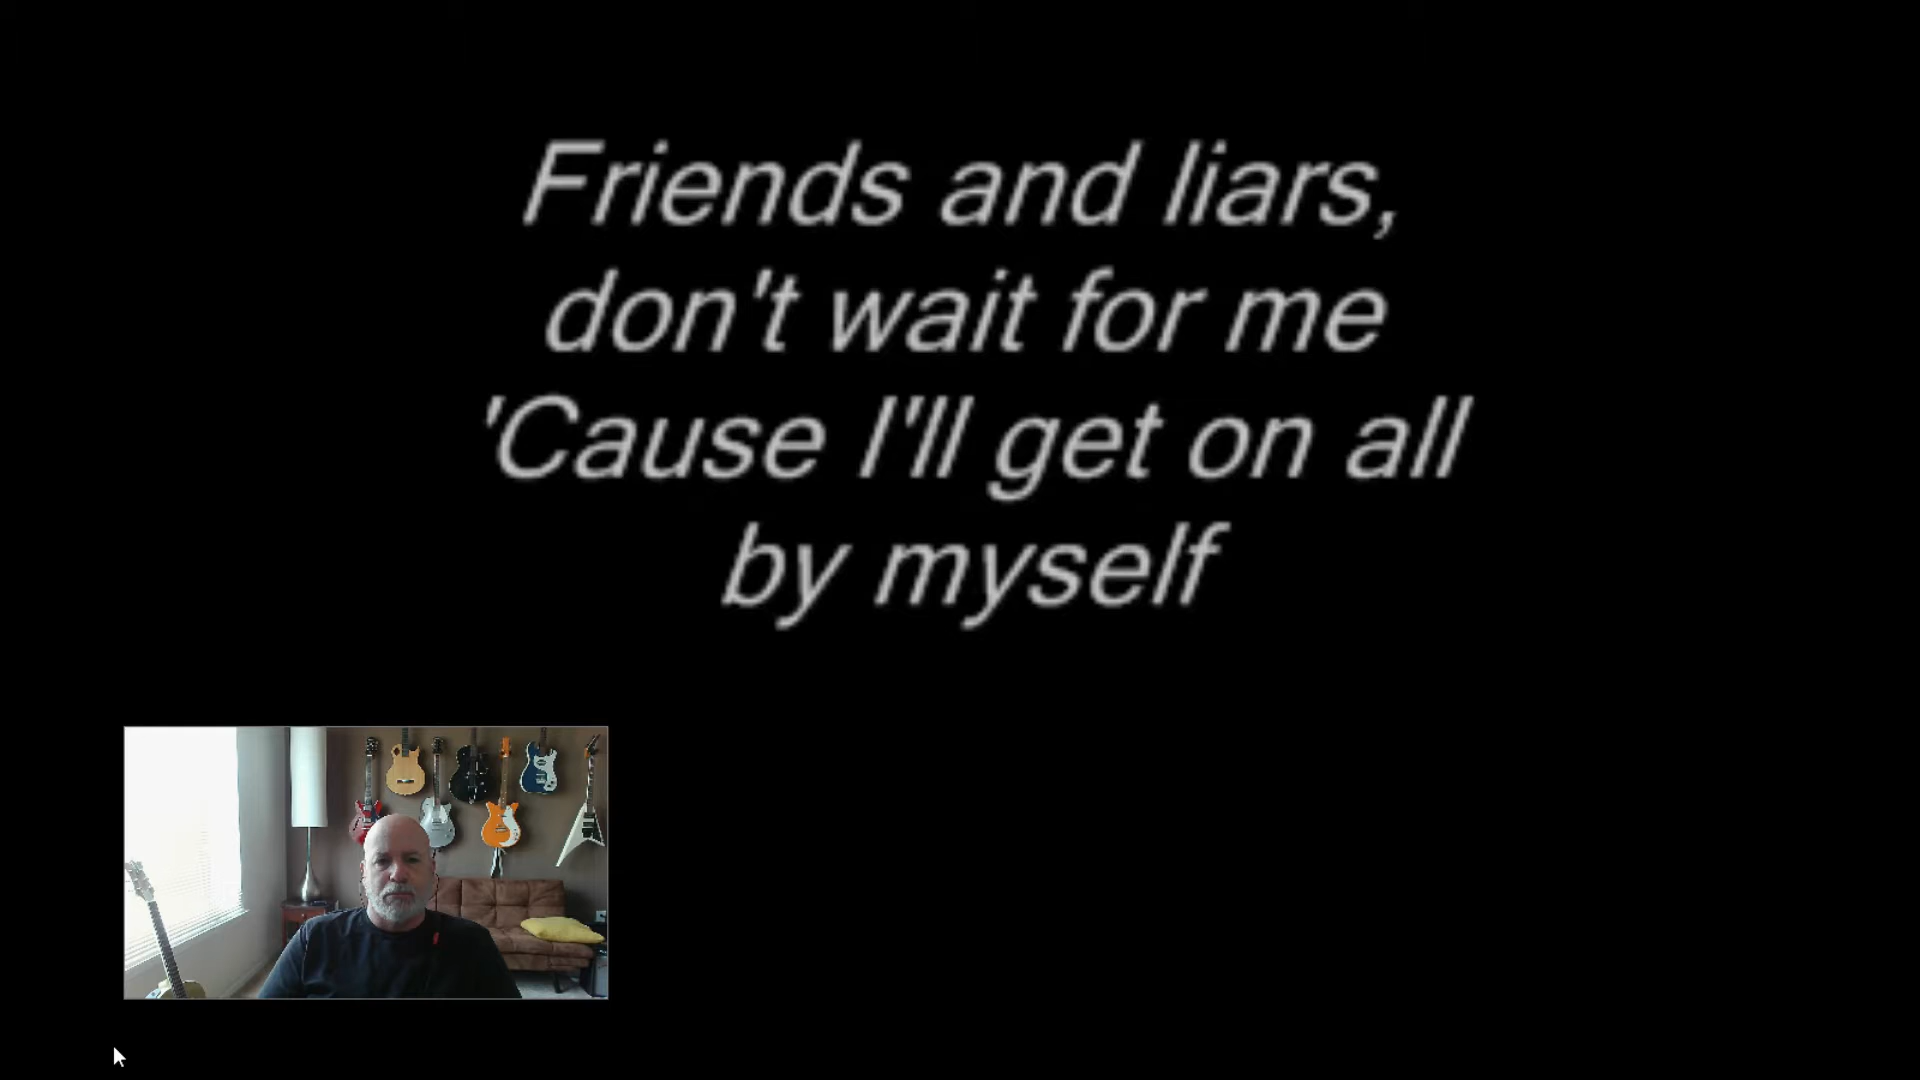 Friends and liars,
don't wait for me
'Cause I'll get on all
by myself